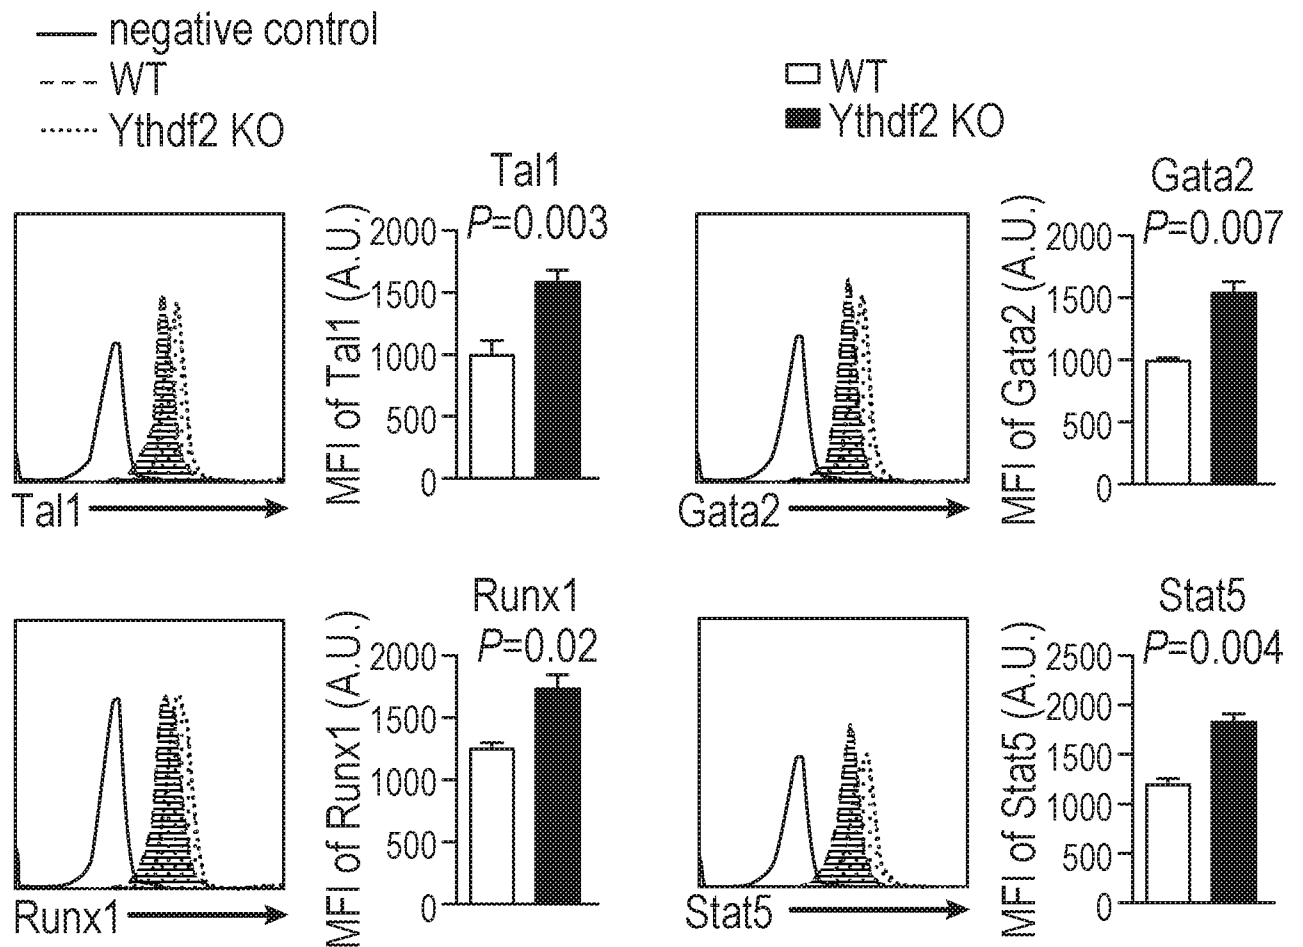 negative control
WT
Ythdf2 KO
WT
Ythdf2 KO
Tal1
P=0.003
MFI of Tal1 (A.U.)
2000
1500
1000
500
0
Tal1
Gata2
P=0.007
MFI of Gata2 (A.U.)
2000
1500
1000
500
0
Gata2
Runx1
P=0.02
MFI of Runx1 (A.U.)
2000
1500
1000
500
0
Runx1
Stat5
P=0.004
MFI of Stat5 (A.U.)
2500
2000
1500
1000
500
0
Stat5